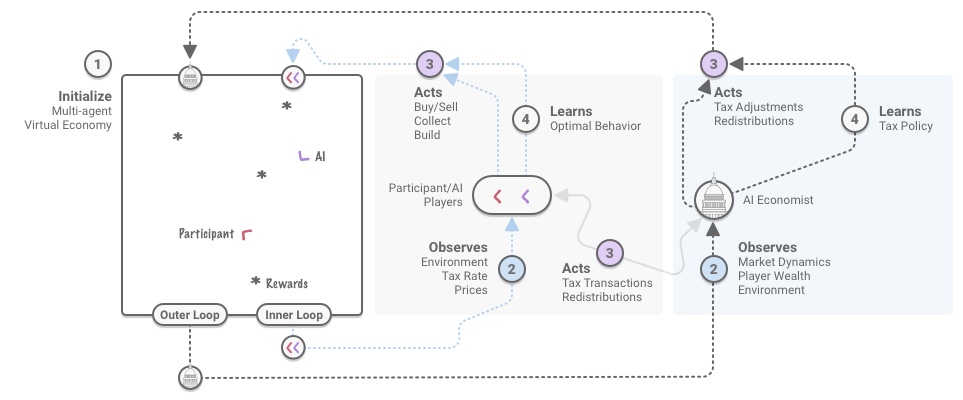 1
Initialize
Multi-agent
Virtual Economy
AI
Participant
Rewards
Outer Loop
Inner Loop
3
Acts
Buy/Sell
Collect
Build
4
Learns
Optimal Behavior
Participant/AI
Players
Observes
Environment
Tax Rate
Prices
2
3
Acts
Tax Transactions
Redistributions
3
Acts
Tax Adjustments
Redistributions
4
Learns
Tax Policy
AI Economist
2
Observes
Market Dynamics
Player Wealth
Environment